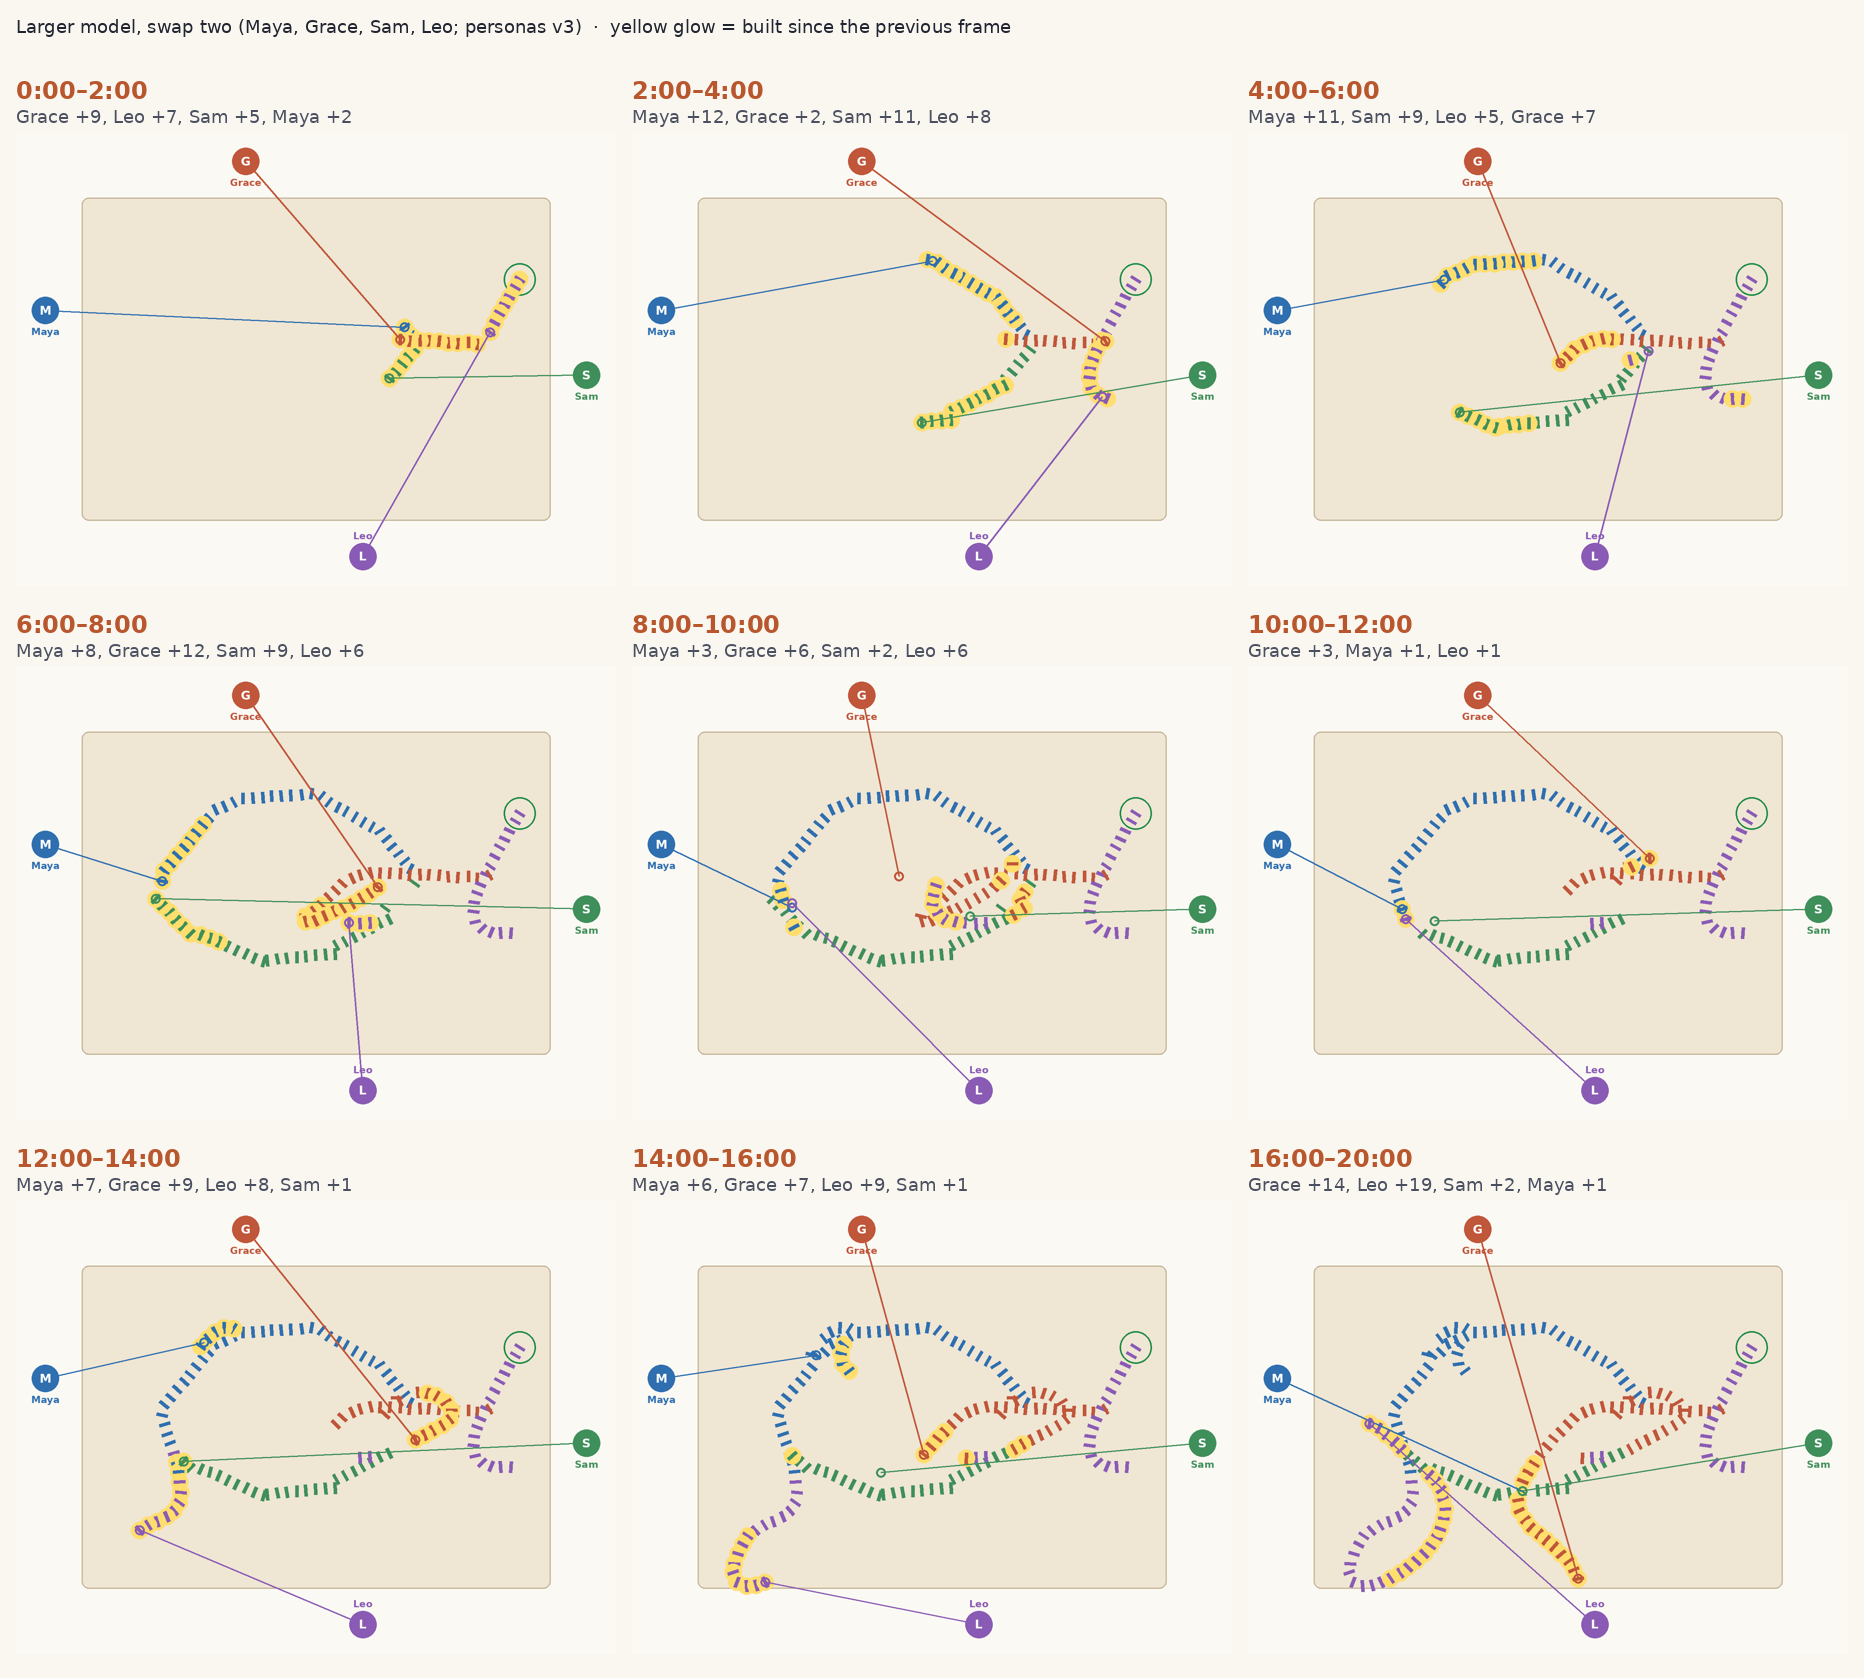 Larger model, swap two (Maya, Grace, Sam, Leo; personas v3)  ·  yellow glow = built since the previous frame
0:00–2:00
Grace +9, Leo +7, Sam +5, Maya +2
G
Grace
M
Maya
S
Sam
Leo
L
2:00–4:00
Maya +12, Grace +2, Sam +11, Leo +8
G
Grace
M
Maya
S
Sam
Leo
L
4:00–6:00
Maya +11, Sam +9, Leo +5, Grace +7
G
Grace
M
Maya
S
Sam
Leo
L
6:00–8:00
Maya +8, Grace +12, Sam +9, Leo +6
G
Grace
M
Maya
S
Sam
Leo
L
8:00–10:00
Maya +3, Grace +6, Sam +2, Leo +6
G
Grace
M
Maya
S
Sam
Leo
L
10:00–12:00
Grace +3, Maya +1, Leo +1
G
Grace
M
Maya
S
Sam
Leo
L
12:00–14:00
Maya +7, Grace +9, Leo +8, Sam +1
G
Grace
M
Maya
S
Sam
Leo
L
14:00–16:00
Maya +6, Grace +7, Leo +9, Sam +1
G
Grace
M
Maya
S
Sam
Leo
L
16:00–20:00
Grace +14, Leo +19, Sam +2, Maya +1
G
Grace
M
Maya
S
Sam
Leo
L